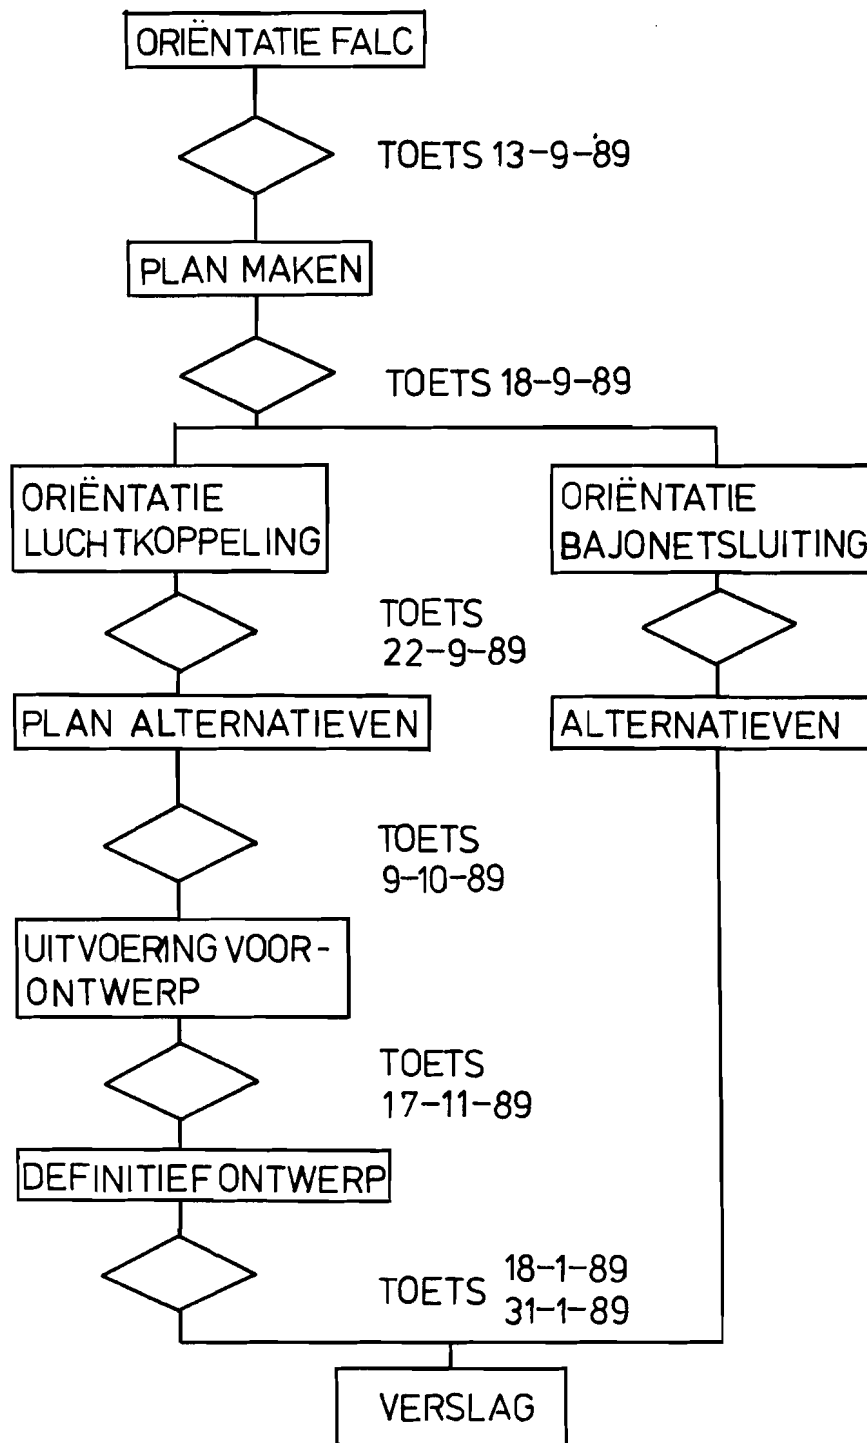 ORIËNTATIE FALC
TOETS 13-9-89
PLAN MAKEN
TOETS 18-9-89
ORIËNTATIE
LUCHTKOPPELING
ORIËNTATIE
BAJONETSLUITING
TOETS
22-9-89
PLAN ALTERNATIEVEN
ALTERNATIEVEN
TOETS
9-10-89
UITVOERING VOOR-
ONTWERP
TOETS
17-11-89
DEFINITIEF ONTWERP
TOETS
18-1-89
31-1-89
VERSLAG